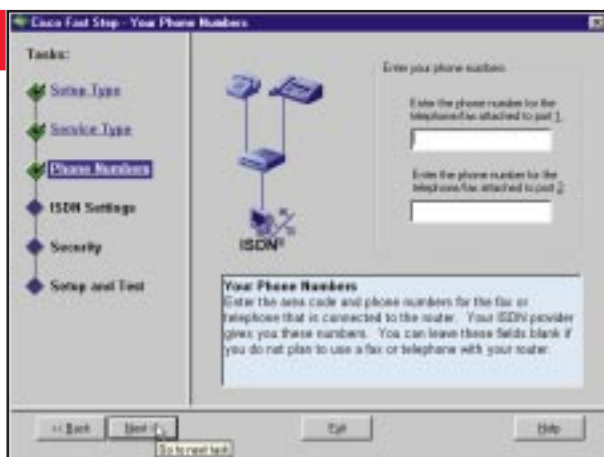 Cisco Fast Step - Your Phone Numbers
Tasks:
Setup Type
Service Type
Phone Numbers
ISDN Settings
Security
Setup and Test
ISDN
Enter your phone numbers
Enter the phone number for the
telephone/fax attached to port 1.
Enter the phone number for the
telephone/fax attached to port 2.
Your Phone Numbers
Enter the area code and phone numbers for the fax or
telephone that is connected to the router. Your ISDN provider
gives you these numbers. You can leave these fields blank if
you do not plan to use a fax or telephone with your router.
<< Back
Next
Exit
Help
Go to next task